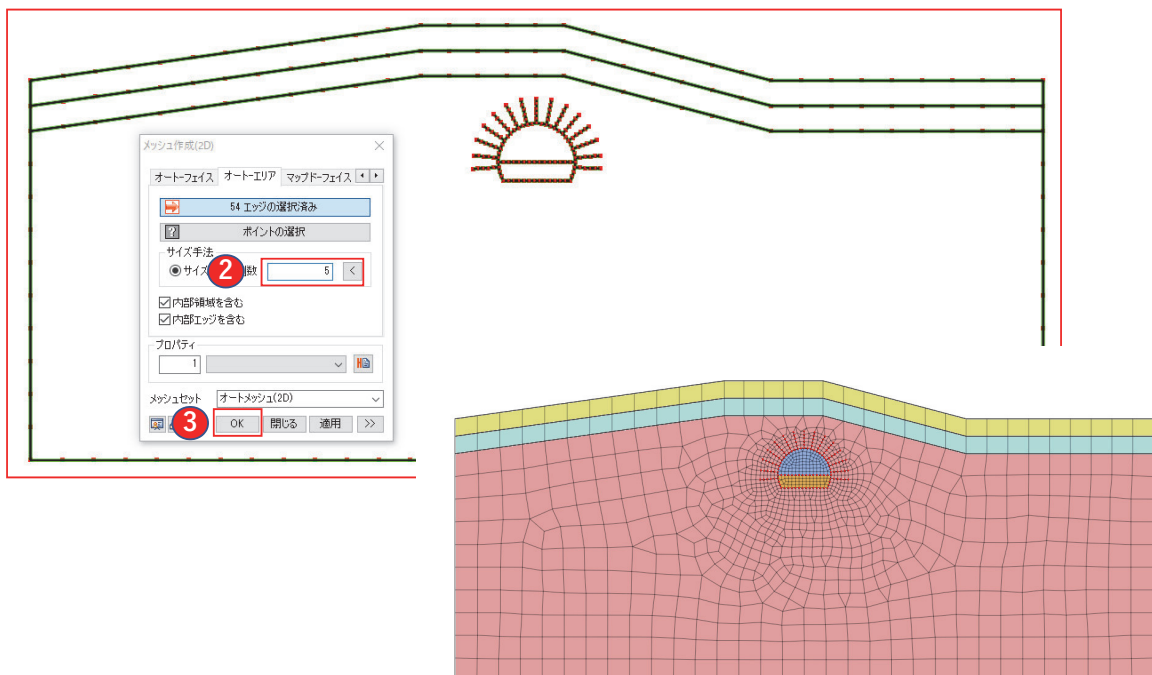 メッシュ作成(2D)
オート-フェイス オート-エリア マップド-フェイス
54 エッジの選択済み
ポイントの選択
サイズ手法
サイズ 2 数 5 <
内部領域を含む
内部エッジを含む
プロパティ
1
メッシュセット オートメッシュ(2D)
3 OK 閉じる 適用 >>